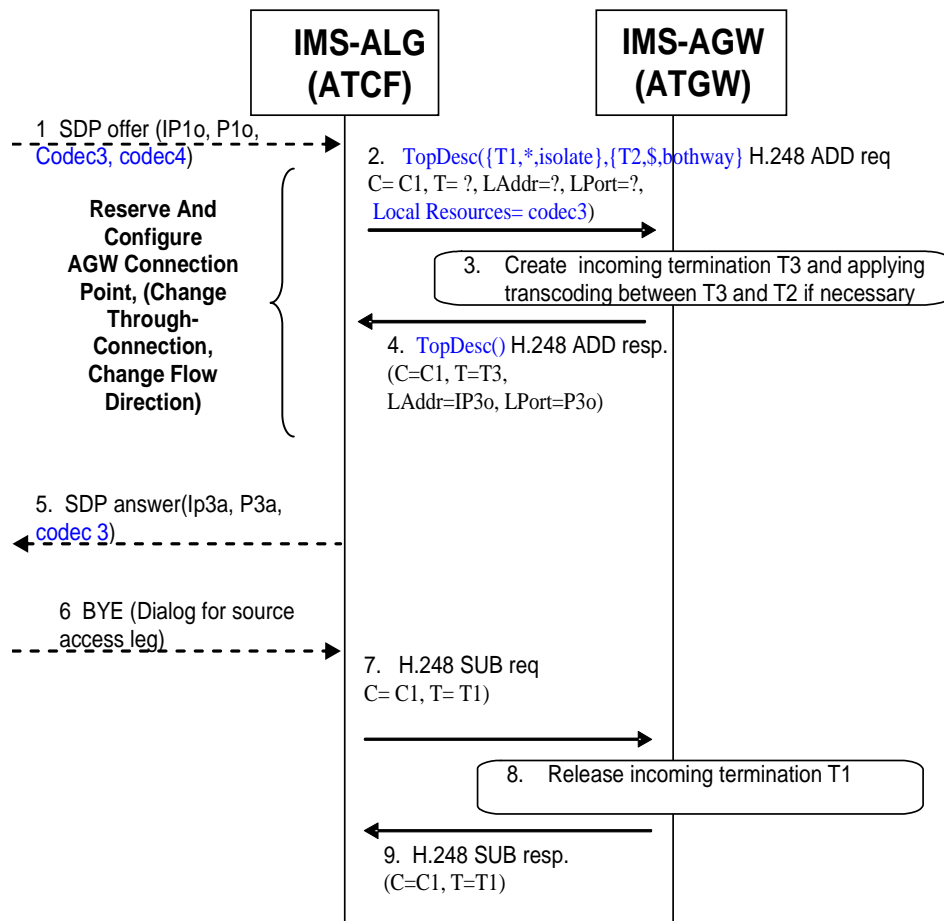 IMS-ALG
(ATCF)
IMS-AGW
(ATGW)
1 SDP offer (IP1o, P1o,
Codec3, codec4)
2. TopDesc({T1,*,isolate},{T2,$,bothway} H.248 ADD req
C= C1, T= ?, LAddr=?, LPort=?,
Local Resources= codec3)
Reserve And
Configure
AGW Connection
Point, (Change
Through-
Connection,
Change Flow
Direction)
3. Create incoming termination T3 and applying
transcoding between T3 and T2 if necessary
4. TopDesc() H.248 ADD resp.
(C=C1, T=T3,
LAddr=IP3o, LPort=P3o)
5. SDP answer(Ip3a, P3a,
codec 3)
6 BYE (Dialog for source
access leg)
7. H.248 SUB req
C= C1, T= T1)
8. Release incoming termination T1
9. H.248 SUB resp.
(C=C1, T=T1)